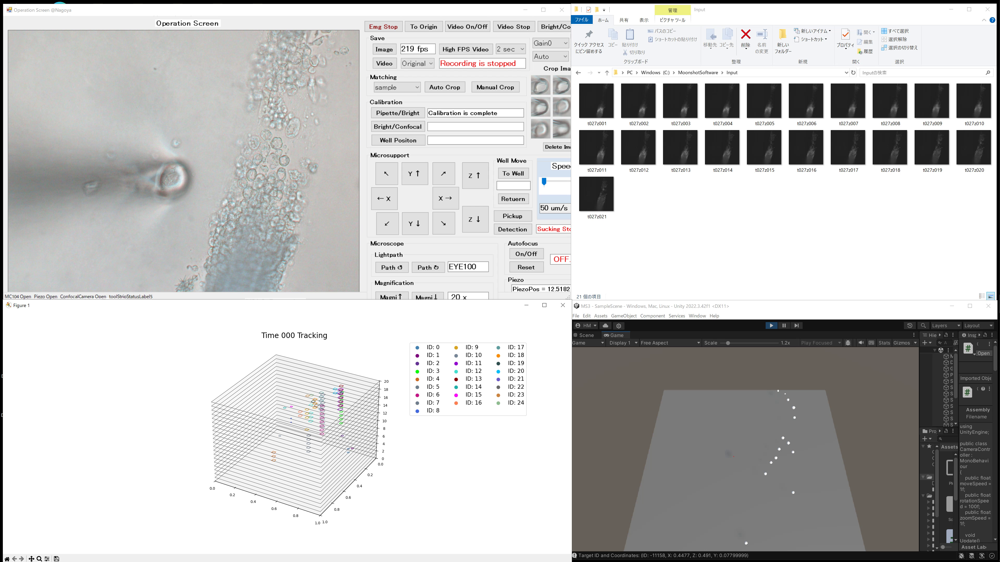 Operation Screen @Nagoya
Operation Screen
Emg Stop To Origin Video On/Off Video Stop Bright/Co
Save
Image 219 fps High FPS Video 2 sec
Gain0
Video Original Recording is stopped
Auto
Crop Ima
Matching
sample Auto Crop Manual Crop
Calibration
Pipette/Bright Calibration is complete
Bright/Confocal
Well Positon
Delete Ima
Microsupport
↖ Y ↑ ↗ Z ↑
← X X →
↙ Y ↓ ↘ Z ↓
Well Move
To Well
Retuern
Pickup
Detection
Spee
50 um/s
Sucking Sto
Microscope
Lightpath
Path ↺ Path ↻ EYE100
Magnification
Magni↑ Magni↓ 20 x
Autofocus
On/Off
OFF.
Reset
Piezo
PiezoPos = 12.5182
MC104 Open Piezo Open ConfocalCamera Open toolStripStatusLabel5
管理 Input
ファイル ホーム 共有 表示 ピクチャ ツール
クイック アクセス
にピン留めする
コピー
貼り付け
パスのコピー
ショートカットの貼り付け
切り取り
クリップボード
移動先 コピー先 削除 名前
の変更
整理
新しい
フォルダー
新しいアイテム
ショートカット
新規
プロパティ
開く
編集
履歴
開く
すべて選択
選択解除
選択の切り替え
選択
PC > Windows (C:) > MoonshotSoftware > Input
Inputの検索
t027z001 t027z002 t027z003 t027z004 t027z005 t027z006 t027z007 t027z008 t027z009 t027z010
t027z011 t027z012 t027z013 t027z014 t027z015 t027z016 t027z017 t027z018 t027z019 t027z020
t027z021
21 個の項目
Figure 1
Time 000 Tracking
ID: 0 ID: 9 ID: 17
ID: 1 ID: 10 ID: 18
ID: 2 ID: 11 ID: 19
ID: 3 ID: 12 ID: 20
ID: 4 ID: 13 ID: 21
ID: 5 ID: 14 ID: 22
ID: 6 ID: 15 ID: 23
ID: 7 ID: 16 ID: 24
ID: 8
20
18
16
14
12
10
8
6
4
2
0
0.0
0.2
0.4
0.6
0.8
1.0
0.0
0.2
0.4
0.6
0.8
1.0
MS3 - SampleScene - Windows, Mac, Linux - Unity 2022.3.42f1 <DX11>
File Edit Assets GameObject Component Services Window Help
HM Layers Layout
Scene Game
Game Display 1 Free Aspect Scale 1.2x Play Focused Stats Gizmos
Hie
Insp
Open
Imported Obje
Assembly
Filename
Pro
Assets
using
UnityEngine;
public class
CameraContr
oller :
MonoBehavi
our
{
public float
moveSpeed =
1f;
public float
rotationSpee
d = 100f;
public float
zoomSpeed =
1f;
void
Update()
Asset Lab
Target ID and Coordinates: (ID: -11158, X: 0.4477, Z: 0.491, Y: 0.07799999)